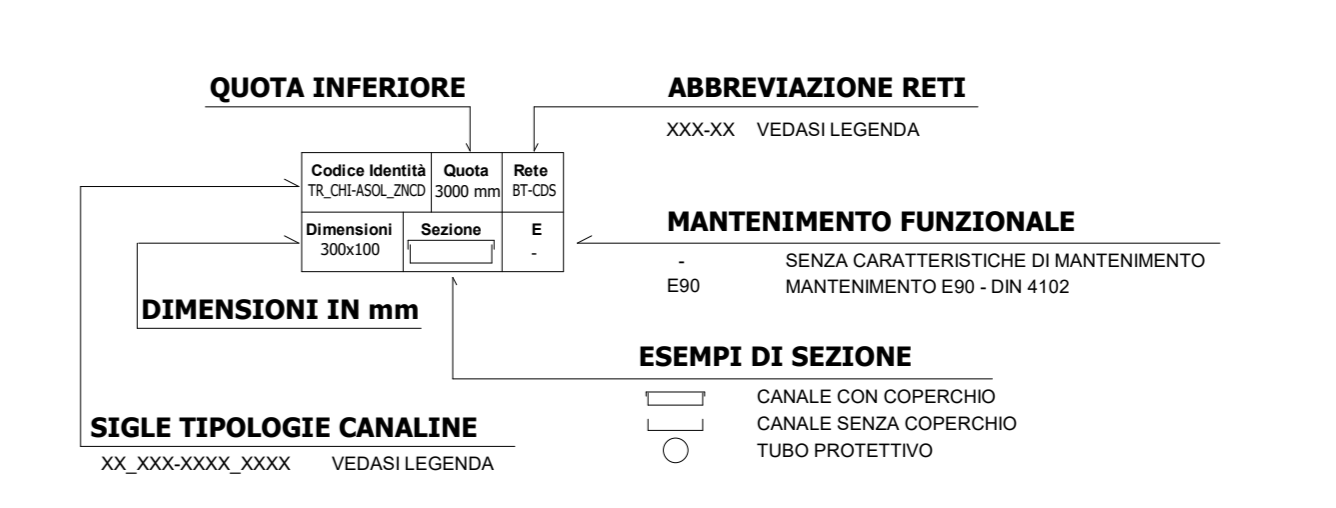 QUOTA INFERIORE
ABBREVIAZIONE RETI
XXX-XX VEDASI LEGENDA
Codice Identità Quota Rete
TR_CHI-ASOL_ZNCD 3000 mm BT-CDS
Dimensioni Sezione E
300x100 -
MANTENIMENTO FUNZIONALE
- SENZA CARATTERISTICHE DI MANTENIMENTO
E90 MANTENIMENTO E90 - DIN 4102
DIMENSIONI IN mm
ESEMPI DI SEZIONE
CANALE CON COPERCHIO
CANALE SENZA COPERCHIO
TUBO PROTETTIVO
SIGLE TIPOLOGIE CANALINE
XX_XXX-XXXX_XXXX VEDASI LEGENDA